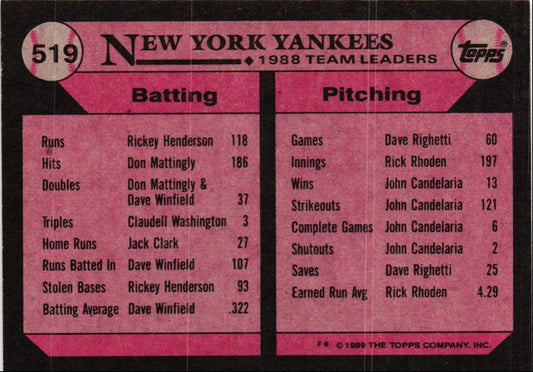 519
NEW YORK YANKEES
1988 TEAM LEADERS
topps®
Batting
Runs Rickey Henderson 118
Hits Don Mattingly 186
Doubles Don Mattingly &
Dave Winfield 37
Triples Claudell Washington 3
Home Runs Jack Clark 27
Runs Batted In Dave Winfield 107
Stolen Bases Rickey Henderson 93
Batting Average Dave Winfield .322
Pitching
Games Dave Righetti 60
Innings Rick Rhoden 197
Wins John Candelaria 13
Strikeouts John Candelaria 121
Complete Games John Candelaria 6
Shutouts John Candelaria 2
Saves Dave Righetti 25
Earned Run Avg Rick Rhoden 4.29
F* © 1989 THE TOPPS COMPANY, INC.